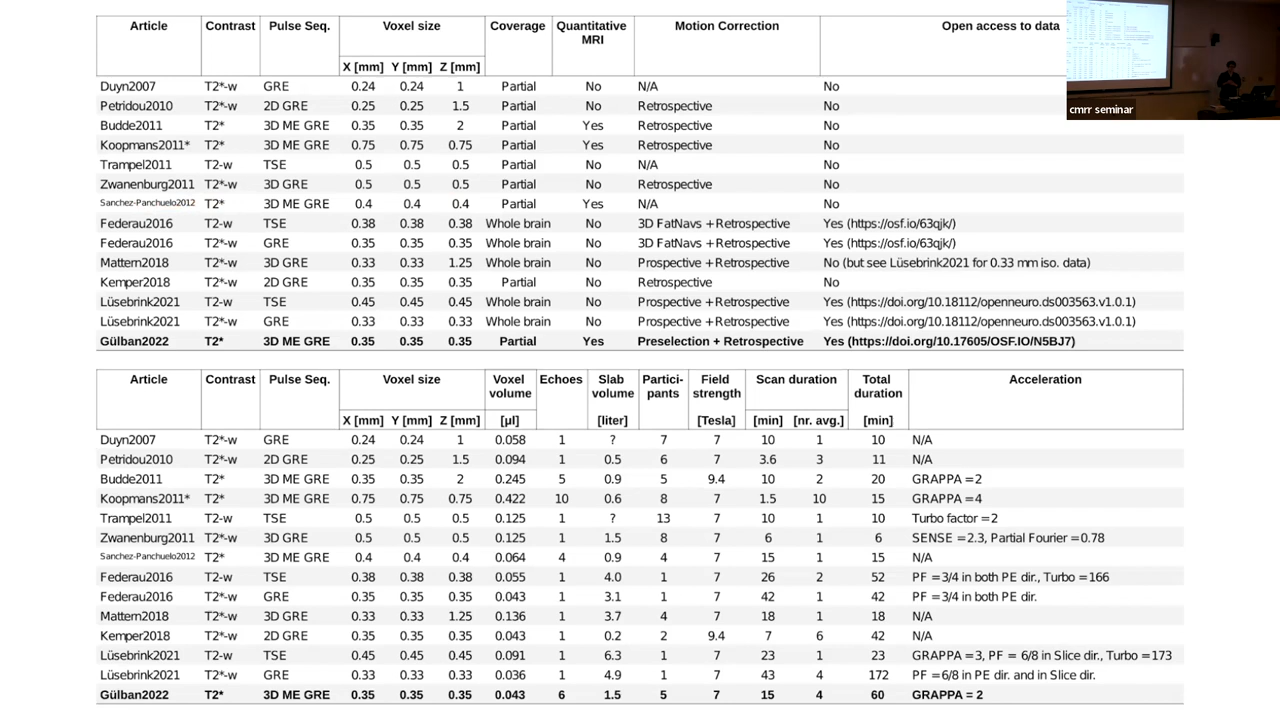 Article Contrast Pulse Seq. Voxel size Coverage Quantitative MRI Motion Correction Open access to data
X [mm] Y [mm] Z [mm]
Duyn2007 T2*-w GRE 0.24 0.24 1 Partial No N/A No
Petridou2010 T2*-w 2D GRE 0.25 0.25 1.5 Partial No Retrospective No
Budde2011 T2* 3D ME GRE 0.35 0.35 2 Partial Yes Retrospective No
Koopmans2011* T2* 3D ME GRE 0.75 0.75 0.75 Partial Yes Retrospective No
Trampel2011 T2-w TSE 0.5 0.5 0.5 Partial No N/A No
Zwanenburg2011 T2*-w 3D GRE 0.5 0.5 0.5 Partial No Retrospective No
Sanchez-Panchuelo2012 T2* 3D ME GRE 0.4 0.4 0.4 Partial Yes N/A No
Federau2016 T2-w TSE 0.38 0.38 0.38 Whole brain No 3D FatNavs + Retrospective Yes (https://osf.io/63qjk/)
Federau2016 T2*-w GRE 0.35 0.35 0.35 Whole brain No 3D FatNavs + Retrospective Yes (https://osf.io/63qjk/)
Mattern2018 T2*-w 3D GRE 0.33 0.33 1.25 Whole brain No Prospective + Retrospective No (but see Lüsebrink2021 for 0.33 mm iso. data)
Kemper2018 T2*-w 2D GRE 0.35 0.35 0.35 Partial No Retrospective No
Lüsebrink2021 T2-w TSE 0.45 0.45 0.45 Whole brain No Prospective + Retrospective Yes (https://doi.org/10.18112/openneuro.ds003563.v1.0.1)
Lüsebrink2021 T2*-w GRE 0.33 0.33 0.33 Whole brain No Prospective + Retrospective Yes (https://doi.org/10.18112/openneuro.ds003563.v1.0.1)
Gülban2022 T2* 3D ME GRE 0.35 0.35 0.35 Partial Yes Preselection + Retrospective Yes (https://doi.org/10.17605/OSF.IO/N5BJ7)
cmrr seminar
Article Contrast Pulse Seq. Voxel size Voxel volume Echoes Slab volume Partici-pants Field strength Scan duration Total duration Acceleration
X [mm] Y [mm] Z [mm] [µl] [liter] [Tesla] [min] [nr. avg.] [min]
Duyn2007 T2*-w GRE 0.24 0.24 1 0.058 1 ? 7 7 10 1 10 N/A
Petridou2010 T2*-w 2D GRE 0.25 0.25 1.5 0.094 1 0.5 6 7 3.6 3 11 N/A
Budde2011 T2* 3D ME GRE 0.35 0.35 2 0.245 5 0.9 5 9.4 10 2 20 GRAPPA = 2
Koopmans2011* T2* 3D ME GRE 0.75 0.75 0.75 0.422 10 0.6 8 7 1.5 10 15 GRAPPA = 4
Trampel2011 T2-w TSE 0.5 0.5 0.5 0.125 1 ? 13 7 10 1 10 Turbo factor = 2
Zwanenburg2011 T2*-w 3D GRE 0.5 0.5 0.5 0.125 1 1.5 8 7 6 1 6 SENSE = 2.3, Partial Fourier = 0.78
Sanchez-Panchuelo2012 T2* 3D ME GRE 0.4 0.4 0.4 0.064 4 0.9 4 7 15 1 15 N/A
Federau2016 T2-w TSE 0.38 0.38 0.38 0.055 1 4.0 1 7 26 2 52 PF = 3/4 in both PE dir., Turbo = 166
Federau2016 T2*-w GRE 0.35 0.35 0.35 0.043 1 3.1 1 7 42 1 42 PF = 3/4 in both PE dir.
Mattern2018 T2*-w 3D GRE 0.33 0.33 1.25 0.136 1 3.7 4 7 18 1 18 N/A
Kemper2018 T2*-w 2D GRE 0.35 0.35 0.35 0.043 1 0.2 2 9.4 7 6 42 N/A
Lüsebrink2021 T2-w TSE 0.45 0.45 0.45 0.091 1 6.3 1 7 23 1 23 GRAPPA = 3, PF = 6/8 in Slice dir., Turbo = 173
Lüsebrink2021 T2*-w GRE 0.33 0.33 0.33 0.036 1 4.9 1 7 43 4 172 PF = 6/8 in PE dir. and in Slice dir.
Gülban2022 T2* 3D ME GRE 0.35 0.35 0.35 0.043 6 1.5 5 7 15 4 60 GRAPPA = 2